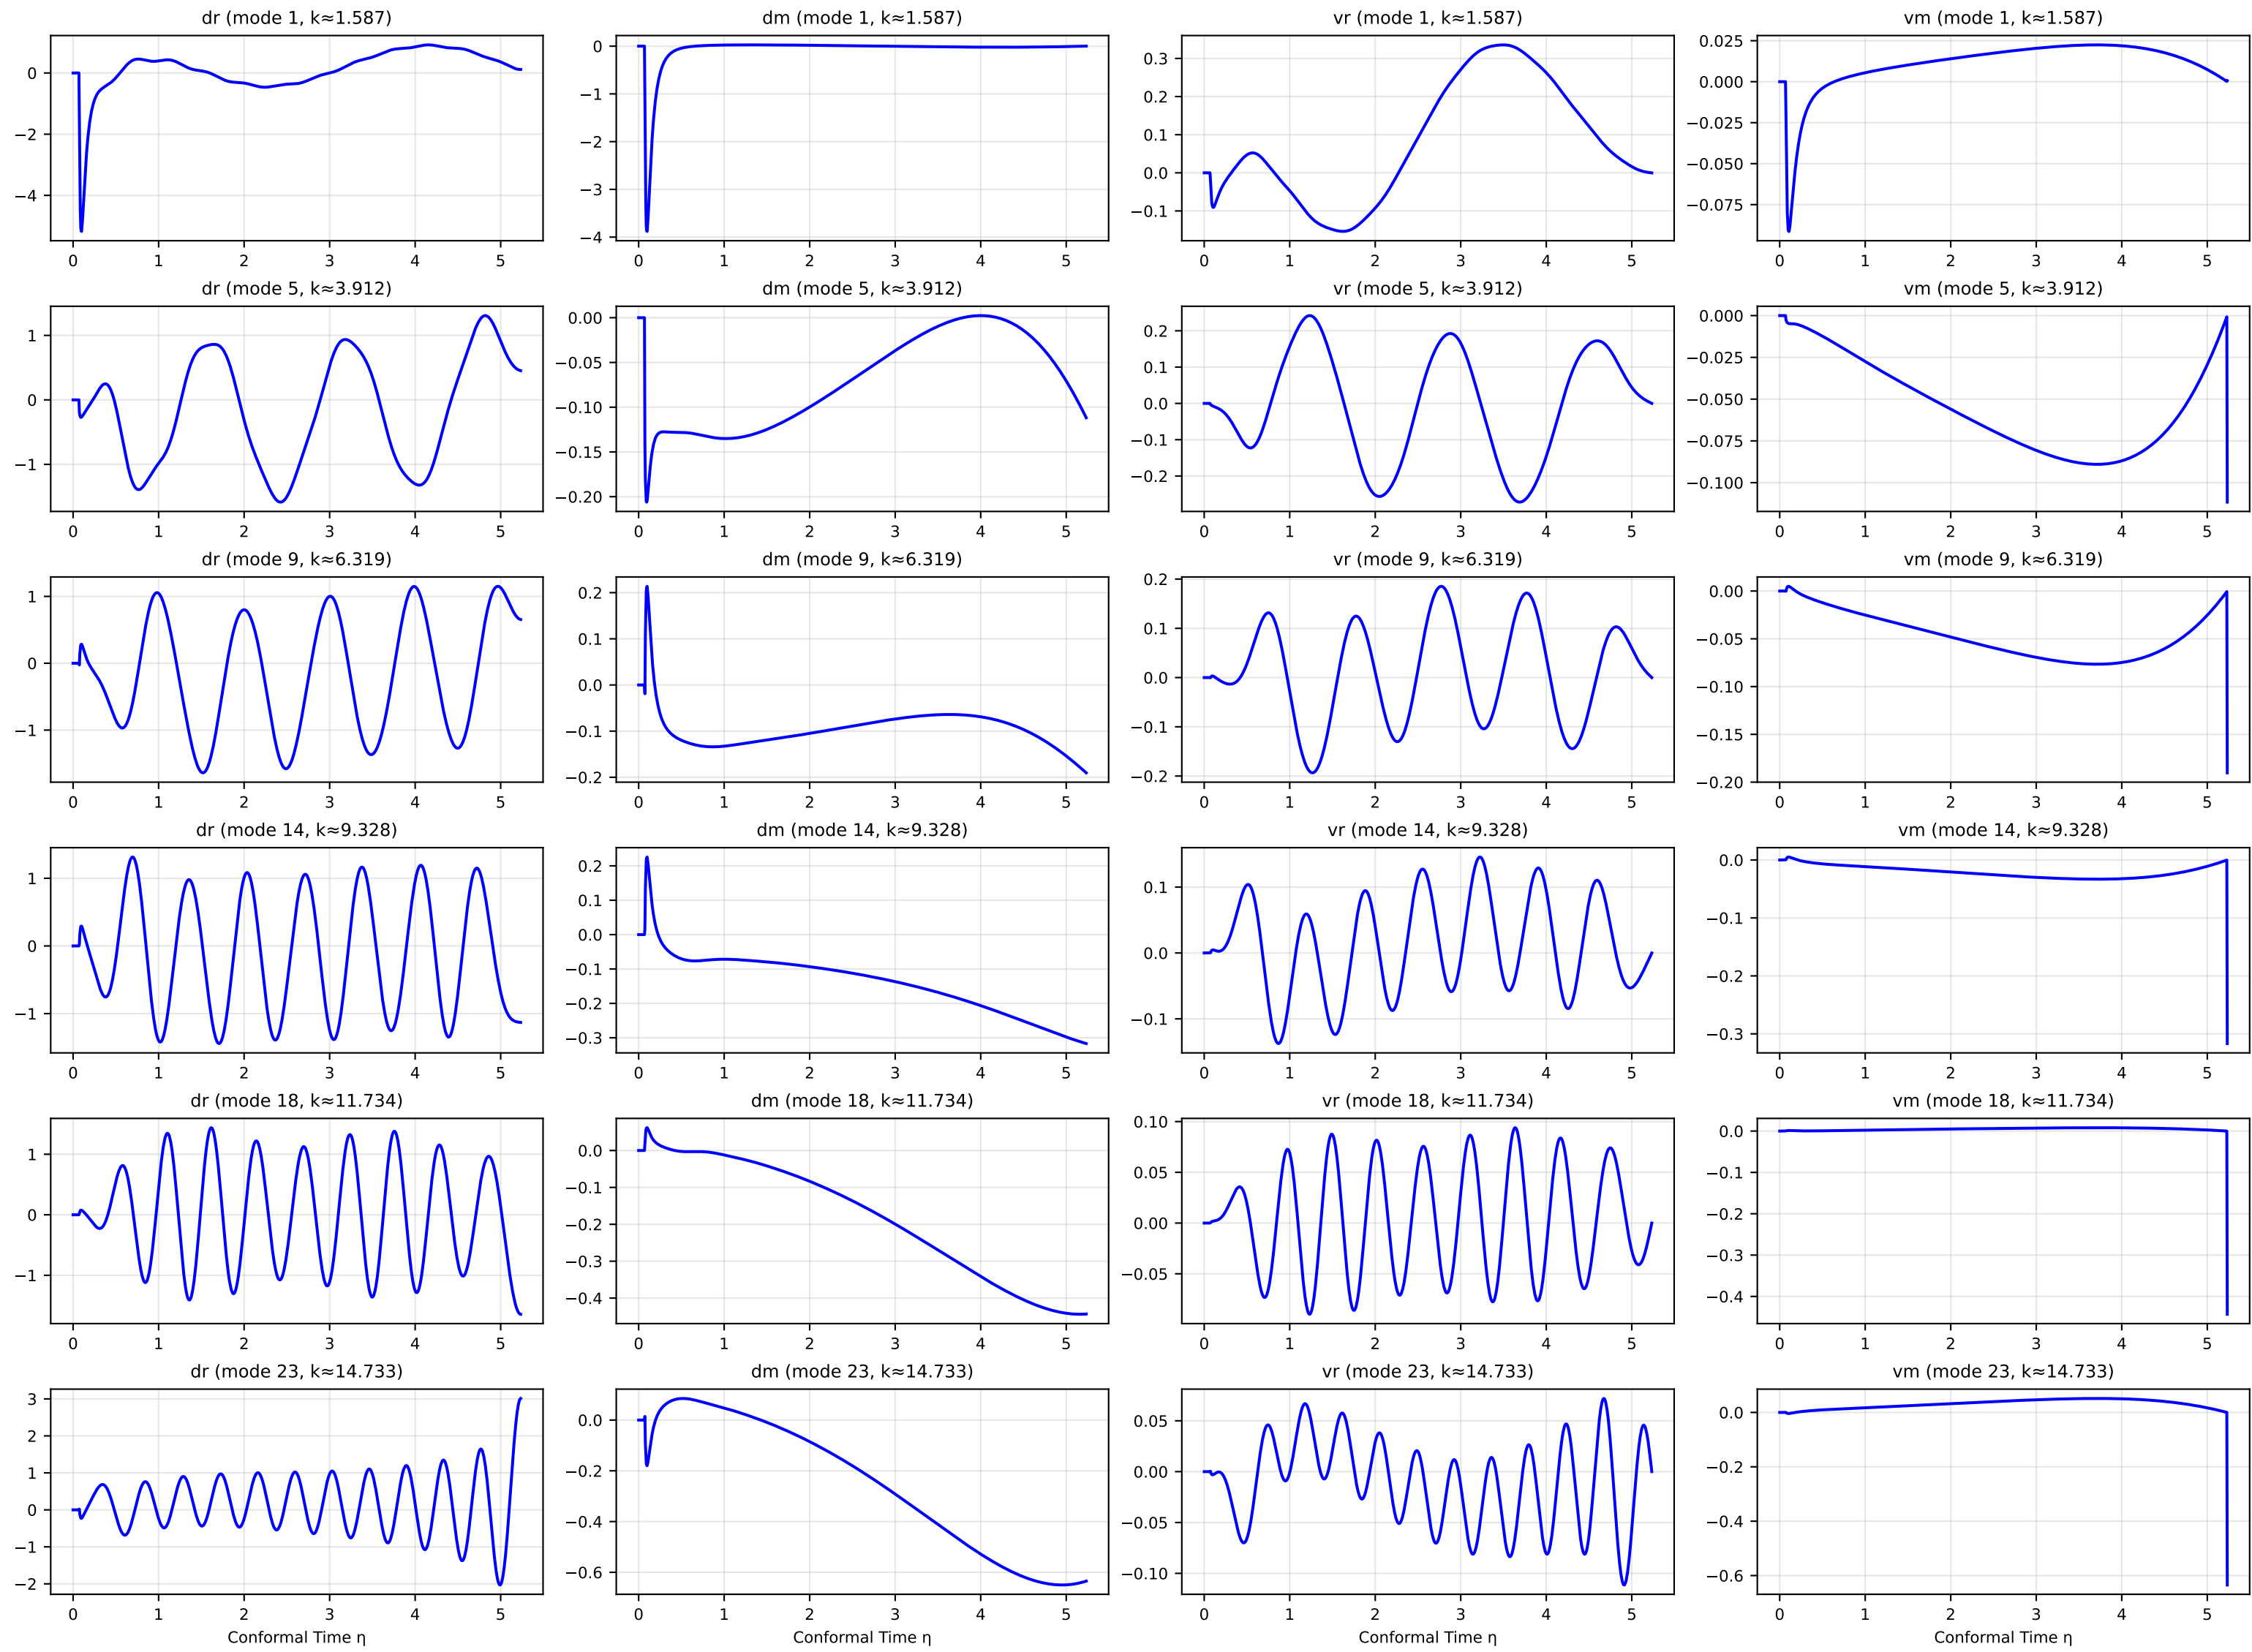 dr (mode 1, k≈1.587) dm (mode 1, k≈1.587) vr (mode 1, k≈1.587) vm (mode 1, k≈1.587)
0 −2 −4
0 1 2 3 4 5
0 −1 −2 −3 −4
0 1 2 3 4 5
0.3 0.2 0.1 0.0 −0.1
0 1 2 3 4 5
0.025 0.000 −0.025 −0.050 −0.075
0 1 2 3 4 5
dr (mode 5, k≈3.912) dm (mode 5, k≈3.912) vr (mode 5, k≈3.912) vm (mode 5, k≈3.912)
1 0 −1
0 1 2 3 4 5
0.00 −0.05 −0.10 −0.15 −0.20
0 1 2 3 4 5
0.2 0.1 0.0 −0.1 −0.2
0 1 2 3 4 5
0.000 −0.025 −0.050 −0.075 −0.100
0 1 2 3 4 5
dr (mode 9, k≈6.319) dm (mode 9, k≈6.319) vr (mode 9, k≈6.319) vm (mode 9, k≈6.319)
1 0 −1
0 1 2 3 4 5
0.2 0.1 0.0 −0.1 −0.2
0 1 2 3 4 5
0.2 0.1 0.0 −0.1 −0.2
0 1 2 3 4 5
0.00 −0.05 −0.10 −0.15 −0.20
0 1 2 3 4 5
dr (mode 14, k≈9.328) dm (mode 14, k≈9.328) vr (mode 14, k≈9.328) vm (mode 14, k≈9.328)
1 0 −1
0 1 2 3 4 5
0.2 0.1 0.0 −0.1 −0.2 −0.3
0 1 2 3 4 5
0.1 0.0 −0.1
0 1 2 3 4 5
0.0 −0.1 −0.2 −0.3
0 1 2 3 4 5
dr (mode 18, k≈11.734) dm (mode 18, k≈11.734) vr (mode 18, k≈11.734) vm (mode 18, k≈11.734)
1 0 −1
0 1 2 3 4 5
0.0 −0.1 −0.2 −0.3 −0.4
0 1 2 3 4 5
0.10 0.05 0.00 −0.05
0 1 2 3 4 5
0.0 −0.1 −0.2 −0.3 −0.4
0 1 2 3 4 5
dr (mode 23, k≈14.733) dm (mode 23, k≈14.733) vr (mode 23, k≈14.733) vm (mode 23, k≈14.733)
3 2 1 0 −1 −2
0 1 2 3 4 5
0.0 −0.2 −0.4 −0.6
0 1 2 3 4 5
0.05 0.00 −0.05 −0.10
0 1 2 3 4 5
0.0 −0.2 −0.4 −0.6
0 1 2 3 4 5
Conformal Time η Conformal Time η Conformal Time η Conformal Time η